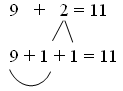 9 + 2 = 11
9 + 1 + 1 = 11